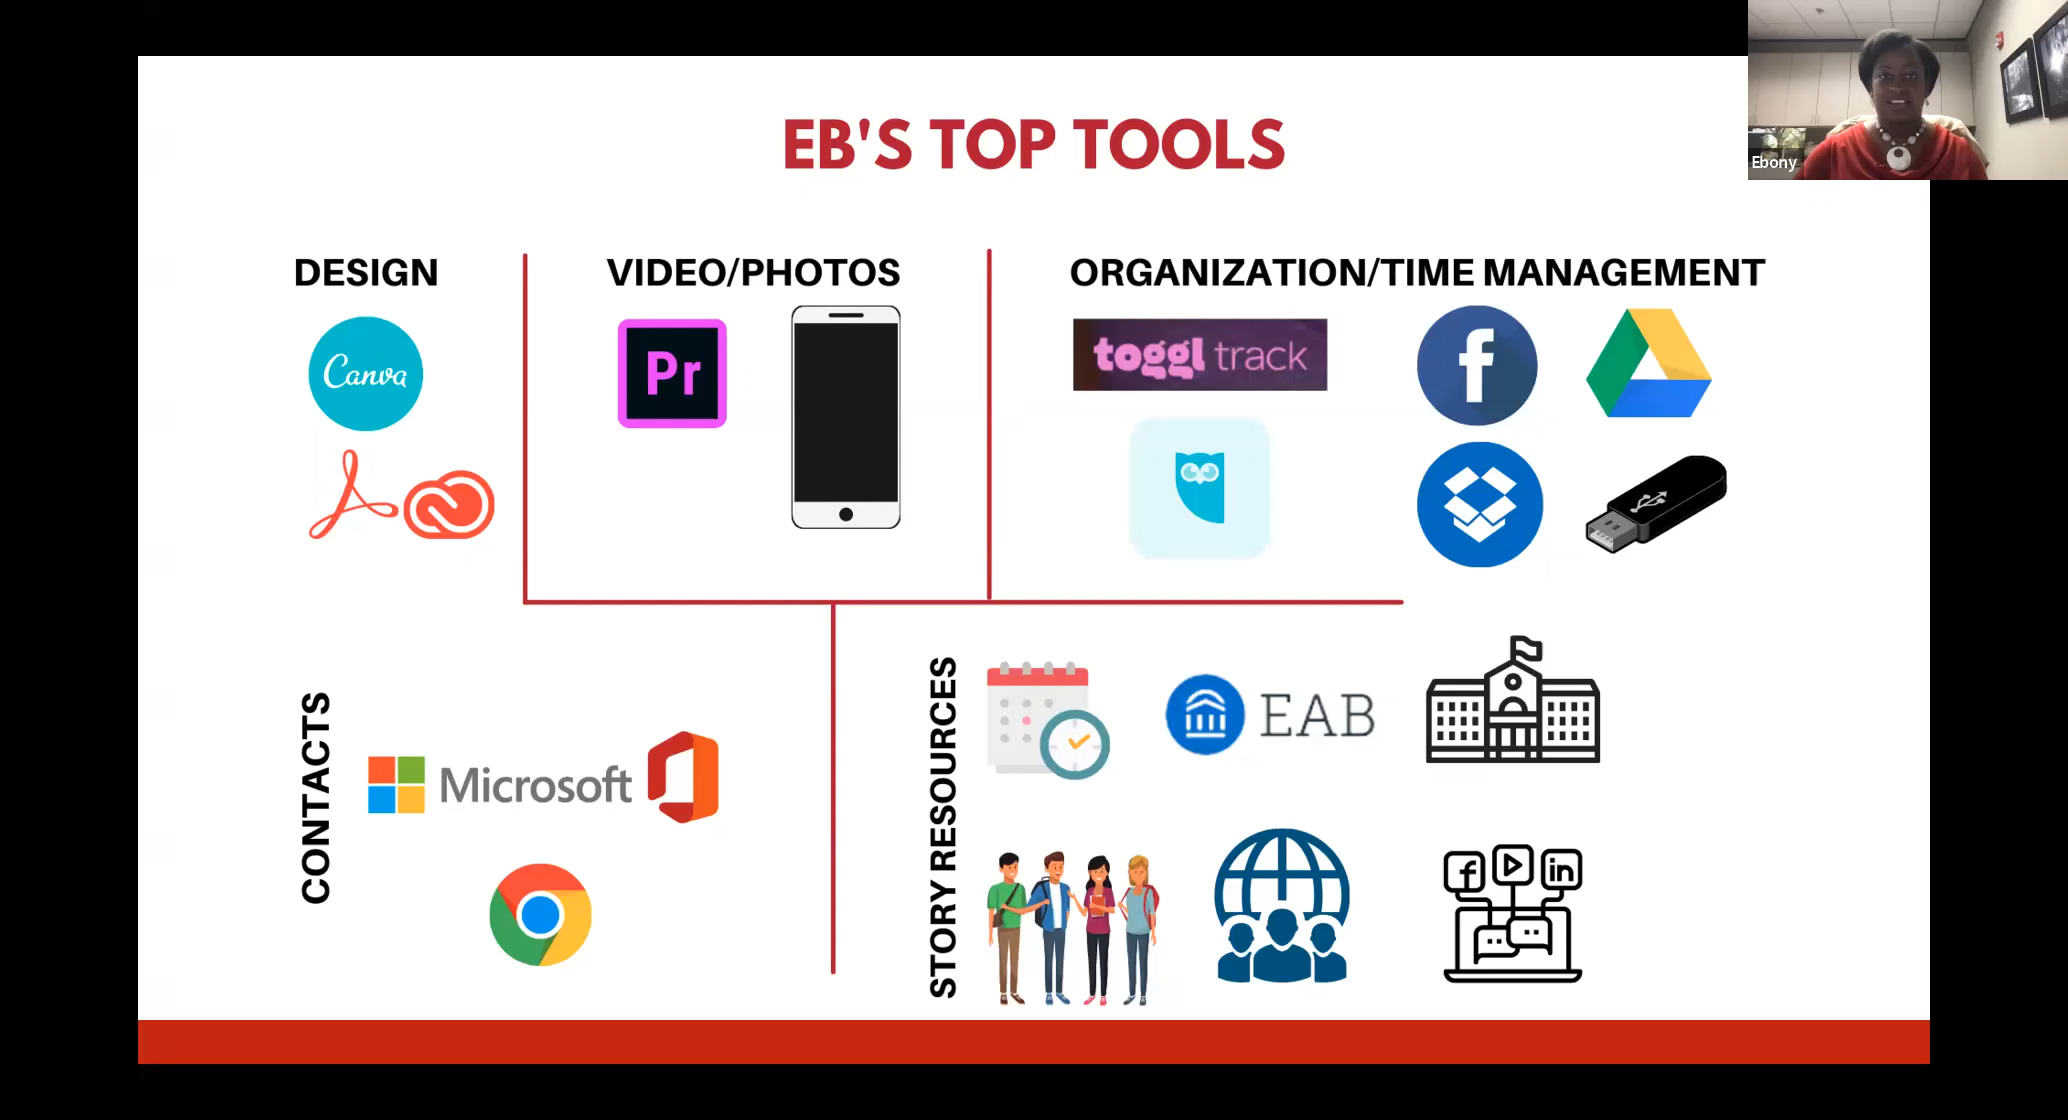 Ebony
EB'S TOP TOOLS
DESIGN
VIDEO/PHOTOS
ORGANIZATION/TIME MANAGEMENT
Canva
Pr
toggl track
f
CONTACTS
Microsoft
STORY RESOURCES
EAB
f
in